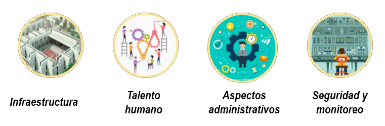 Infraestructura
Talento
humano
Aspectos
administrativos
Seguridad y
monitoreo